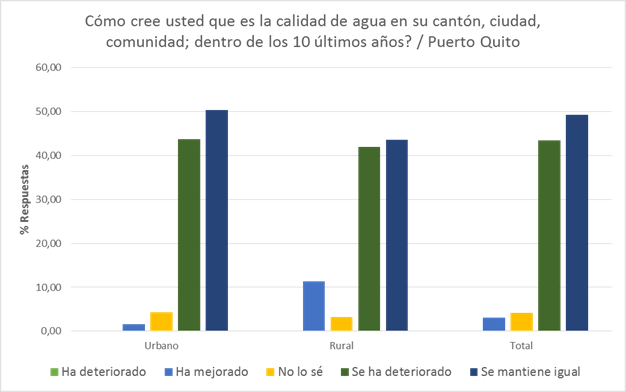 Cómo cree usted que es la calidad de agua en su cantón, ciudad,
comunidad; dentro de los 10 últimos años? / Puerto Quito
60,00
50,00
40,00
30,00
20,00
10,00
0,00
% Respuestas
Urbano Rural Total
Ha deteriorado Ha mejorado No lo sé Se ha deteriorado Se mantiene igual